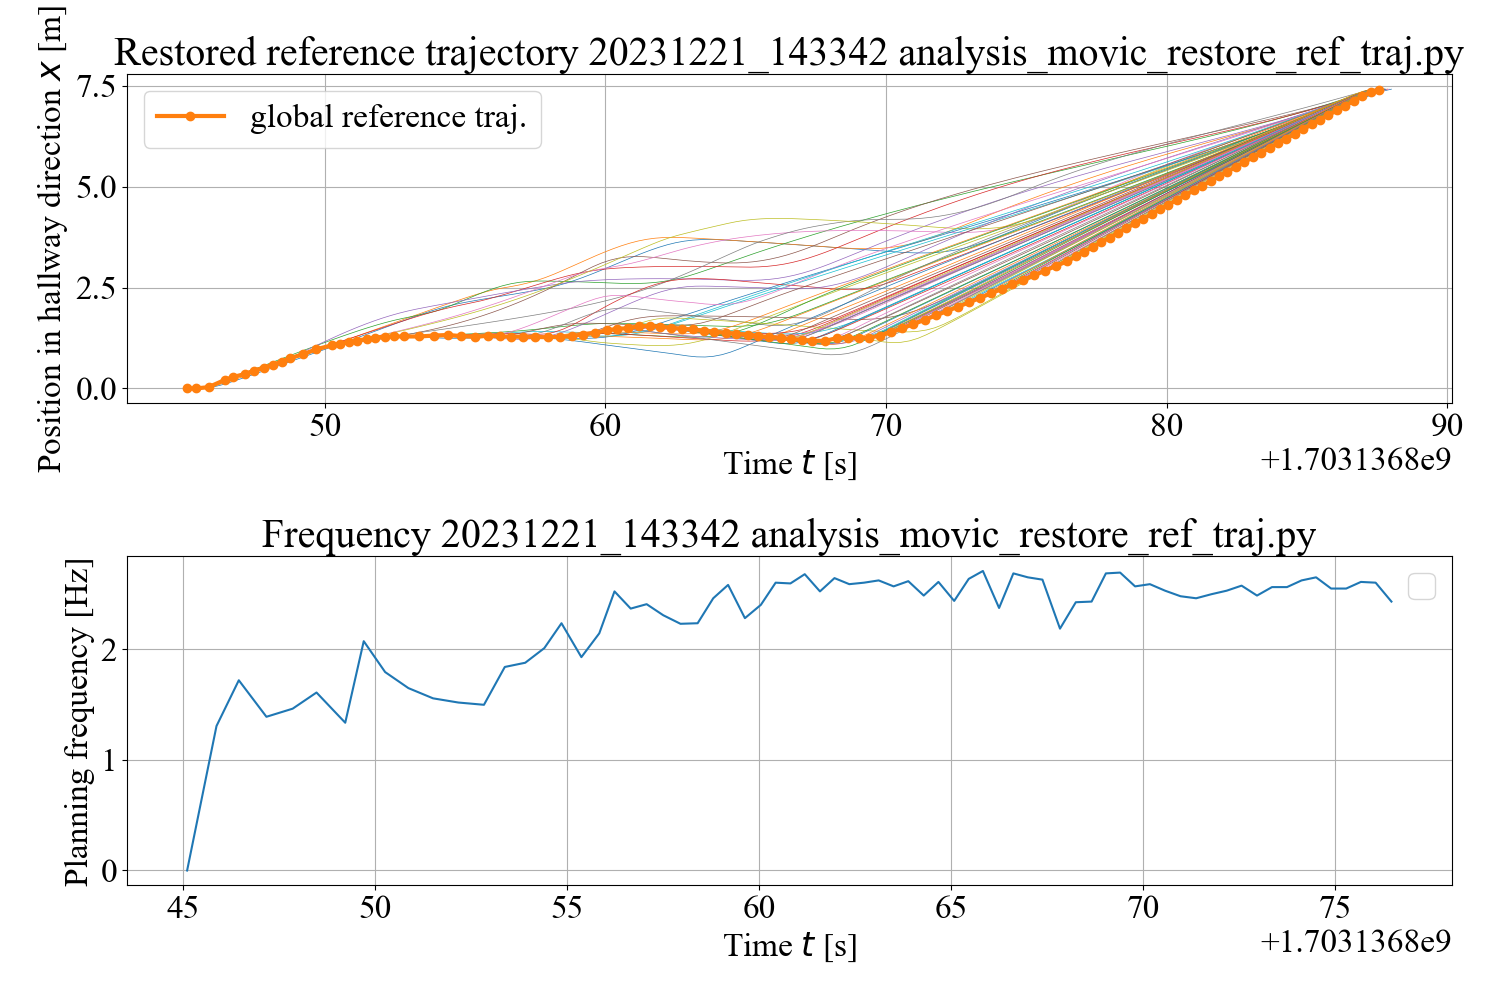 Restored reference trajectory 20231221_143342 analysis_movic_restore_ref_traj.py
Position in hallway direction x [m]
7.5
5.0
2.5
0.0
global reference traj.
50 60 70 80 90
Time t [s]
+1.7031368e9
Frequency 20231221_143342 analysis_movic_restore_ref_traj.py
Planning frequency [Hz]
2
1
0
45 50 55 60 65 70 75
Time t [s]
+1.7031368e9